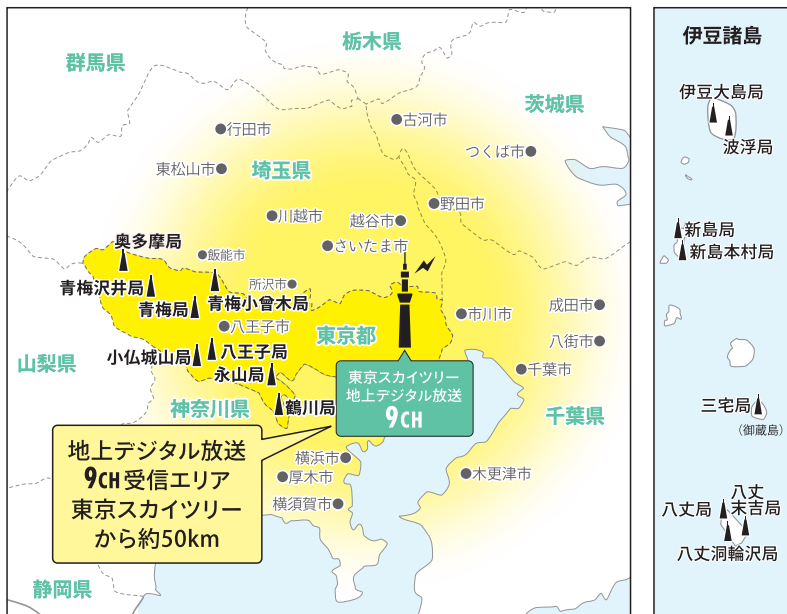 栃木県
群馬県
茨城県
古河市
行田市
つくば市
東松山市
埼玉県
野田市
川越市
越谷市
さいたま市
奥多摩局
飯能市
青梅沢井局
所沢市
青梅小曾木局
青梅局
成田市
市川市
八王子市
東京都
八街市
小仏城山局
八王子局
山梨県
永山局
千葉市
東京スカイツリー
地上デジタル放送
9CH
神奈川県
鶴川局
千葉県
地上デジタル放送
9CH受信エリア
東京スカイツリー
から約50km
横浜市
厚木市
木更津市
横須賀市
静岡県
伊豆諸島
伊豆大島局
波浮局
新島局
新島本村局
三宅局
(御蔵島)
八丈局
八丈
末吉局
八丈洞輪沢局